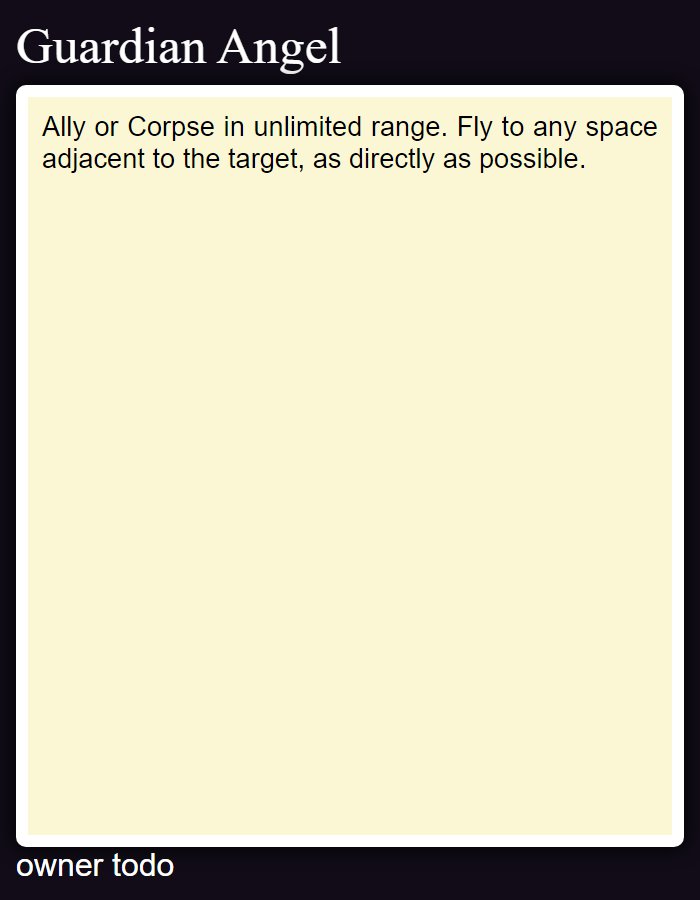 Guardian Angel
Ally or Corpse in unlimited range. Fly to any space
adjacent to the target, as directly as possible.
owner todo